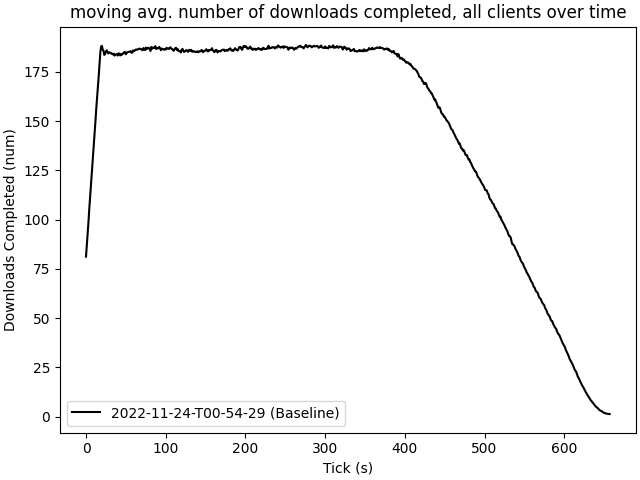 moving avg. number of downloads completed, all clients over time
Downloads Completed (num)
175
150
125
100
75
50
25
0
2022-11-24-T00-54-29 (Baseline)
0 100 200 300 400 500 600
Tick (s)